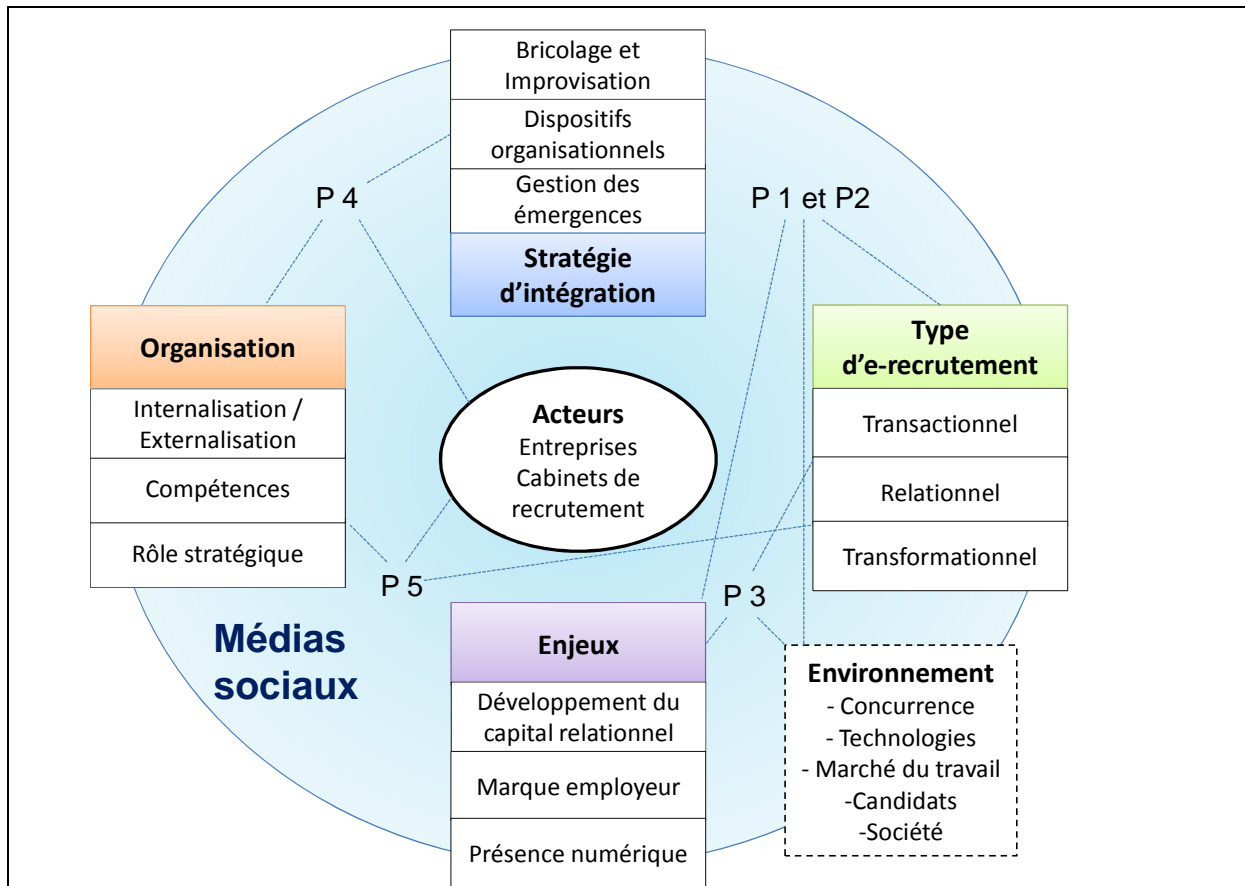 Bricolage et
Improvisation
Dispositifs
organisationnels
Gestion des
émergences
Stratégie
d’intégration
P 4
P 1 et P2
Organisation
Internalisation /
Externalisation
Compétences
Rôle stratégique
Type
d’e-recrutement
Transactionnel
Relationnel
Transformationnel
Acteurs
Entreprises
Cabinets de
recrutement
P 5
P 3
Médias
sociaux
Enjeux
Développement du
capital relationnel
Marque employeur
Présence numérique
Environnement
- Concurrence
- Technologies
- Marché du travail
-Candidats
-Société